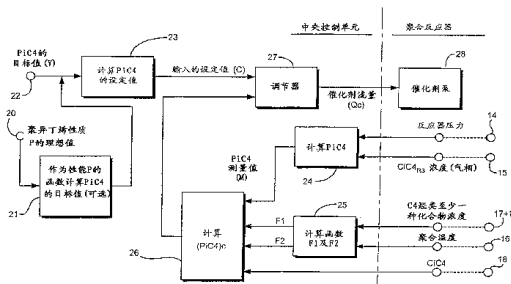 中央控制单元
聚合反应器
PiC4的
目标值(Y)
22
23
计算PiC4
的设定值
输入的设定值 (C)
27
调节器
催化剂流量
(Qc)
28
催化剂泵
20
聚异丁烯性质
P的理想值
作为性能P的
函数计算PiC4
的目标值(可选)
21
PiC4
测量值
(M)
计算PiC4
24
反应器压力
14
CiC4R3 浓度(气相)
15
26
计算
(PiC4)c
F1
F2
25
计算函数
F1及F2
C4烃类至少一
种化合物浓度
17+1
聚合温度
16
CiC4
18